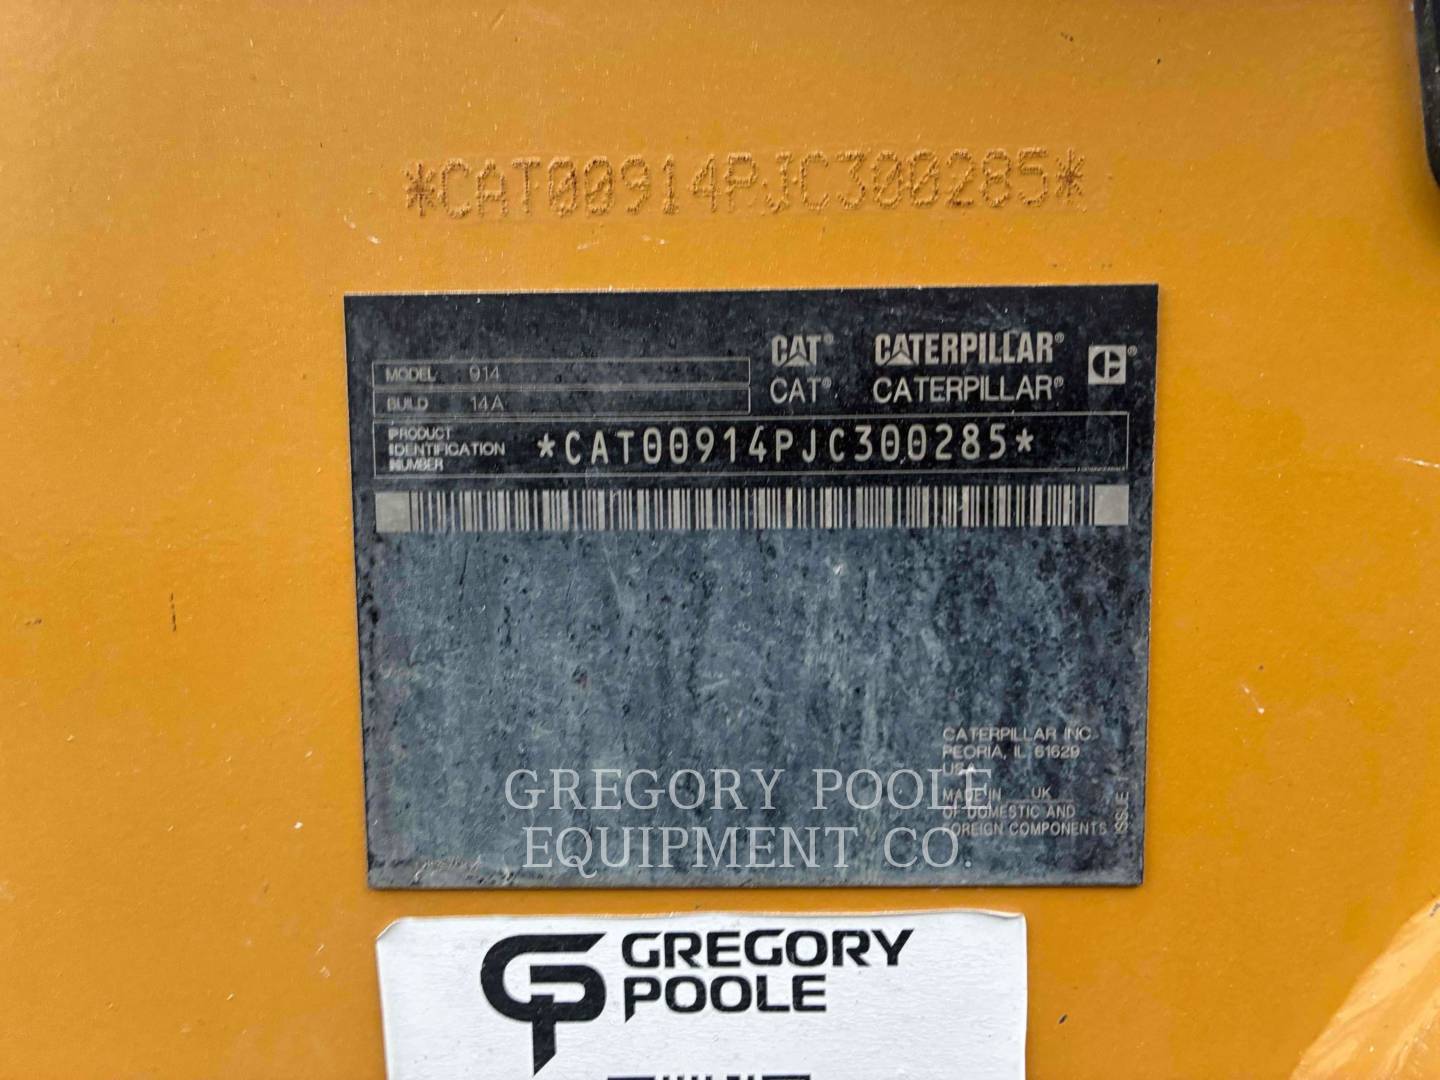 *CAT00914PJC300285*
CAT® CATERPILLAR®
MODEL 914
CAT® CATERPILLAR®
BUILD 14A
PRODUCT IDENTIFICATION NUMBER *CAT00914PJC300285*
CATERPILLAR INC.
PEORIA, IL 61629
USA
MADE IN UK
OF DOMESTIC AND
FOREIGN COMPONENTS
ISSUE 1
GREGORY POOLE
EQUIPMENT CO.
GREGORY
POOLE